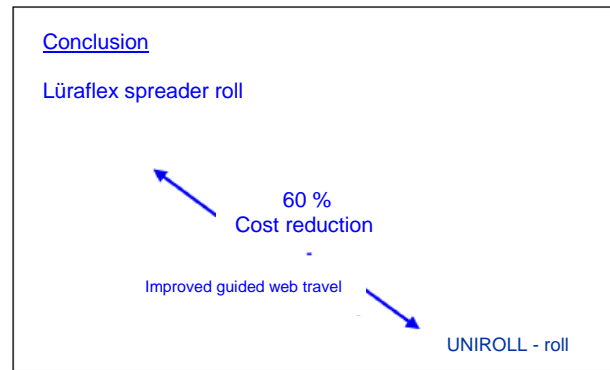 Conclusion
Lüraflex spreader roll
60 %
Cost reduction
-
Improved guided web travel
UNIROLL - roll